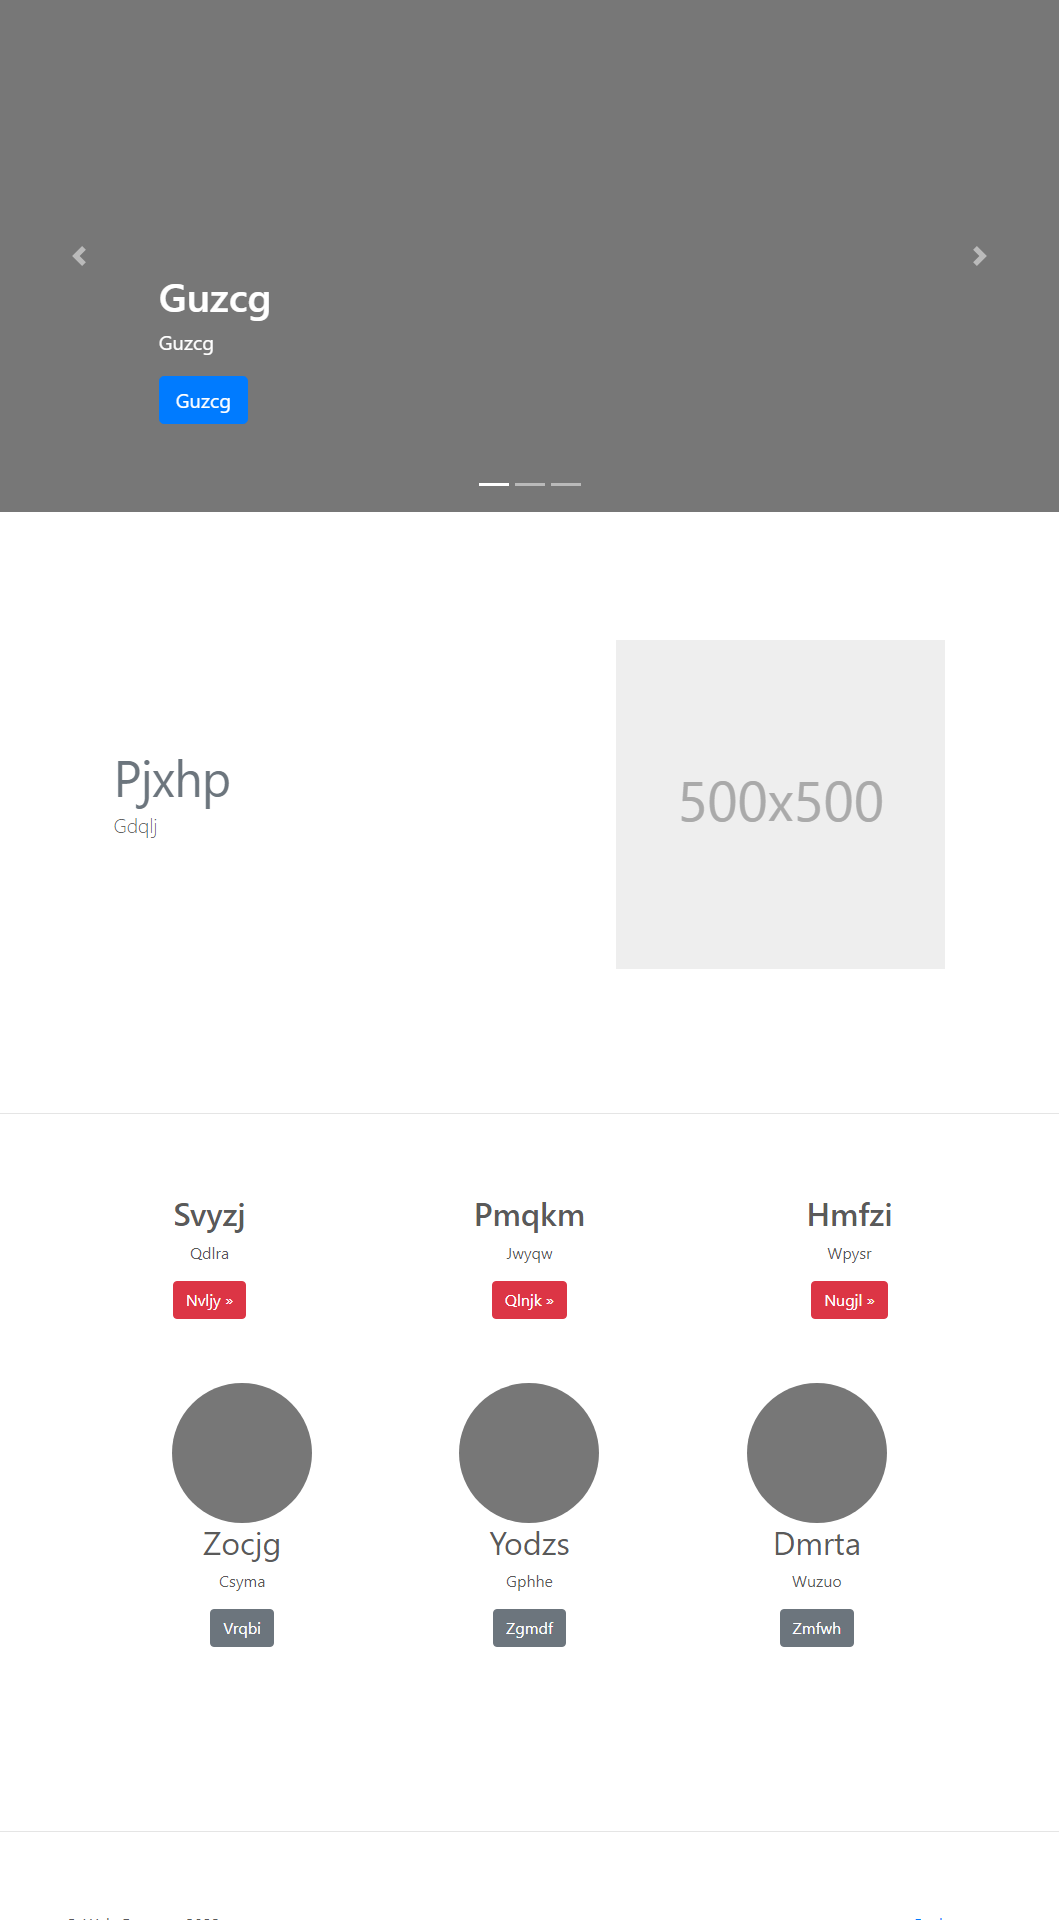 Guzcg
Guzcg
Guzcg
Pjxhp
Gdqlj
500x500
Svyzj
Pmqkm
Hmfzi
Qdlra
Jwyqw
Wpysr
Nvljy »
Qlnjk »
Nugjl »
Zocjg
Yodzs
Dmrta
Csyma
Gphhe
Wuzuo
Vrqbi
Zgmdf
Zmfwh